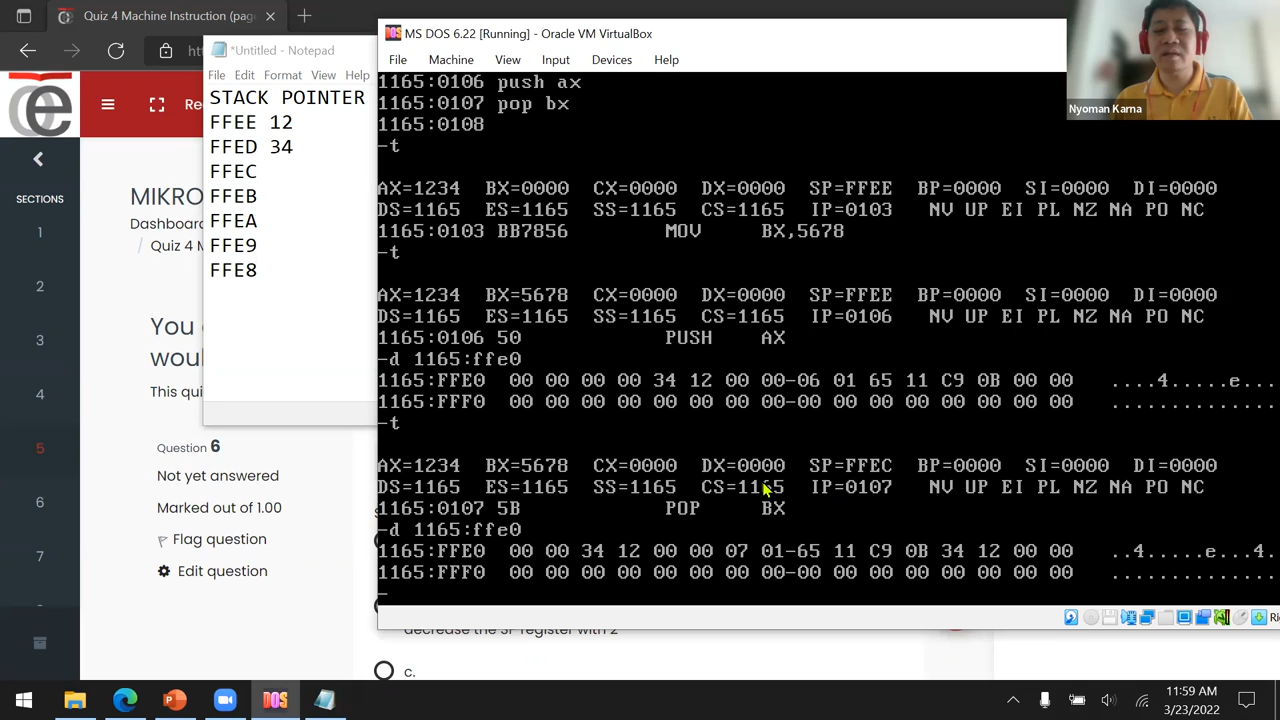 Quiz 4 Machine Instruction (page
MS DOS 6.22 [Running] - Oracle VM VirtualBox
File Machine View Input Devices Help
*Untitled - Notepad
File Edit Format View Help
STACK POINTER
FFEE 12
FFED 34
FFEC
FFEB
FFEA
FFE9
FFE8
1165:0106 push ax
1165:0107 pop bx
1165:0108
-t
AX=1234 BX=0000 CX=0000 DX=0000 SP=FFEE BP=0000 SI=0000 DI=0000
DS=1165 ES=1165 SS=1165 CS=1165 IP=0103 NV UP EI PL NZ NA PO NC
1165:0103 BB7856 MOV BX,5678
-t
AX=1234 BX=5678 CX=0000 DX=0000 SP=FFEE BP=0000 SI=0000 DI=0000
DS=1165 ES=1165 SS=1165 CS=1165 IP=0106 NV UP EI PL NZ NA PO NC
1165:0106 50 PUSH AX
-d 1165:ffe0
1165:FFE0 00 00 00 00 34 12 00 00-06 01 65 11 C9 0B 00 00 ....4.....e...
1165:FFF0 00 00 00 00 00 00 00 00-00 00 00 00 00 00 00 00 ..............
-t
AX=1234 BX=5678 CX=0000 DX=0000 SP=FFEC BP=0000 SI=0000 DI=0000
DS=1165 ES=1165 SS=1165 CS=1165 IP=0107 NV UP EI PL NZ NA PO NC
1165:0107 5B POP BX
-d 1165:ffe0
1165:FFE0 00 00 34 12 00 00 07 01-65 11 C9 0B 34 12 00 00 ..4.....e...4.
1165:FFF0 00 00 00 00 00 00 00 00-00 00 00 00 00 00 00 00 ..............
-
Nyoman Karna
Re
SECTIONS
1
2
3
4
5
6
7
MIKRO
Dashboar
/ Quiz 4 M
You
woul
This qui
Question 6
Not yet answered
Marked out of 1.00
Flag question
Edit question
decrease the SP register with 2
c.
11:59 AM
3/23/2022